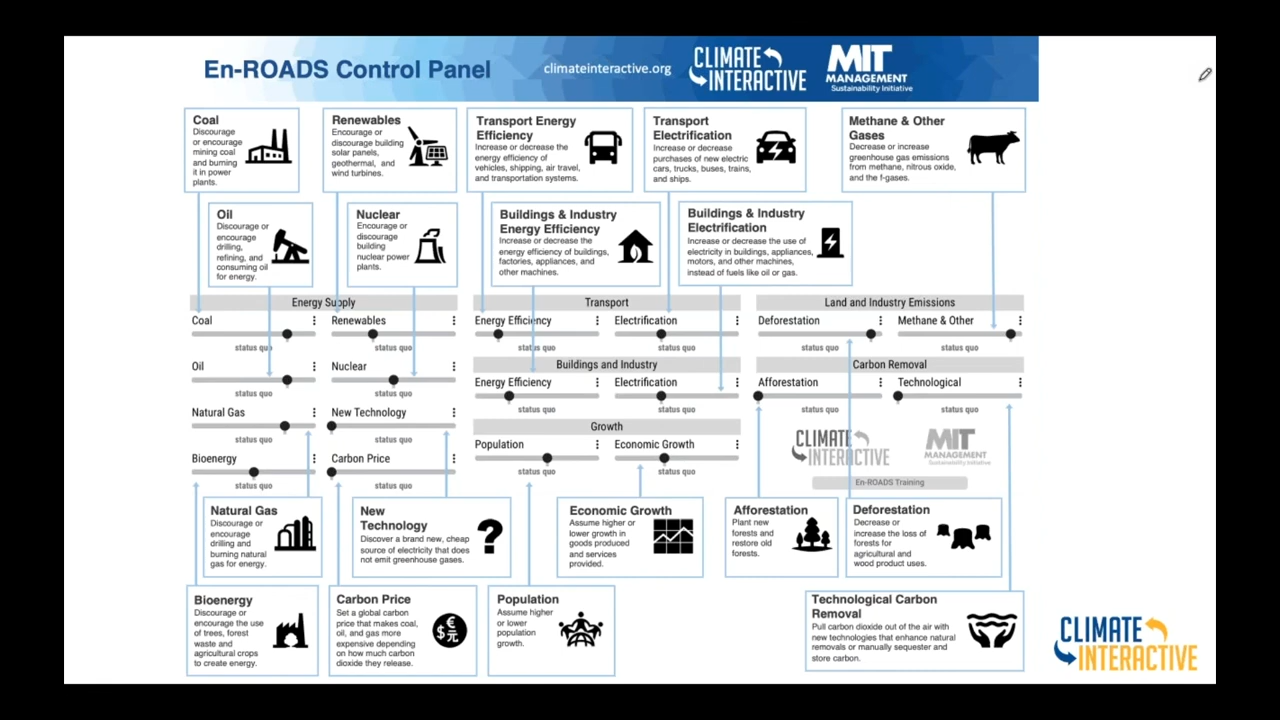 En-ROADS Control Panel
climateinteractive.org
CLIMATE
INTERACTIVE
MIT
MANAGEMENT
Sustainability Initiative
Coal
Discourage
or encourage
mining coal
and burning
it in power
plants.
Renewables
Encourage or
discourage building
solar panels,
geothermal, and
wind turbines.
Transport Energy
Efficiency
Increase or decrease the
energy efficiency of
vehicles, shipping, air travel,
and transportation systems.
Transport
Electrification
Increase or decrease
purchases of new electric
cars, trucks, buses, trains,
and ships.
Methane & Other
Gases
Decrease or increase
greenhouse gas emissions
from methane, nitrous oxide,
and the f-gases.
Oil
Discourage or
encourage
drilling,
refining, and
consuming oil
for energy.
Nuclear
Encourage or
discourage
building
nuclear power
plants.
Buildings & Industry
Energy Efficiency
Increase or decrease the
energy efficiency of buildings,
factories, appliances, and
other machines.
Buildings & Industry
Electrification
Increase or decrease the use of
electricity in buildings, appliances,
motors, and other machines,
instead of fuels like oil or gas.
Energy Supply
Transport
Land and Industry Emissions
Coal
Renewables
Energy Efficiency
Electrification
Deforestation
Methane & Other
status quo
status quo
status quo
status quo
status quo
status quo
Oil
Nuclear
Buildings and Industry
Carbon Removal
Energy Efficiency
Electrification
Afforestation
Technological
status quo
status quo
status quo
status quo
status quo
status quo
Natural Gas
New Technology
Growth
status quo
status quo
Population
Economic Growth
Bioenergy
Carbon Price
status quo
status quo
status quo
status quo
CLIMATE
INTERACTIVE
MIT
MANAGEMENT
Sustainability Initiative
En-ROADS Training
Natural Gas
Discourage or
encourage
drilling and
burning natural
gas for energy.
New
Technology
Discover a brand new, cheap
source of electricity that does
not emit greenhouse gases.
Economic Growth
Assume higher or
lower growth in
goods produced
and services
provided.
Afforestation
Plant new
forests and
restore old
forests.
Deforestation
Decrease or
increase the loss of
forests for
agricultural and
wood product uses.
Bioenergy
Discourage or
encourage the use
of trees, forest
waste and
agricultural crops
to create energy.
Carbon Price
Set a global carbon
price that makes coal,
oil, and gas more
expensive depending
on how much carbon
dioxide they release.
Population
Assume higher
or lower
population
growth.
Technological Carbon
Removal
Pull carbon dioxide out of the air with
new technologies that enhance natural
removals or manually sequester and
store carbon.
CLIMATE
INTERACTIVE